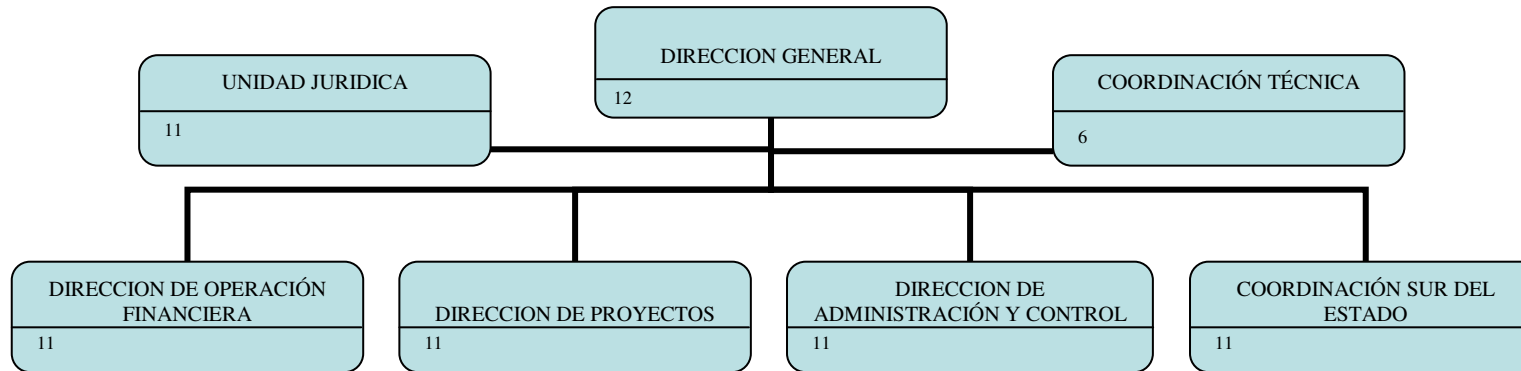 DIRECCION GENERAL
12
UNIDAD JURIDICA
11
COORDINACIÓN TÉCNICA
6
DIRECCION DE OPERACIÓN
FINANCIERA
11
DIRECCION DE PROYECTOS
11
DIRECCION DE
ADMINISTRACIÓN Y CONTROL
11
COORDINACIÓN SUR DEL
ESTADO
11